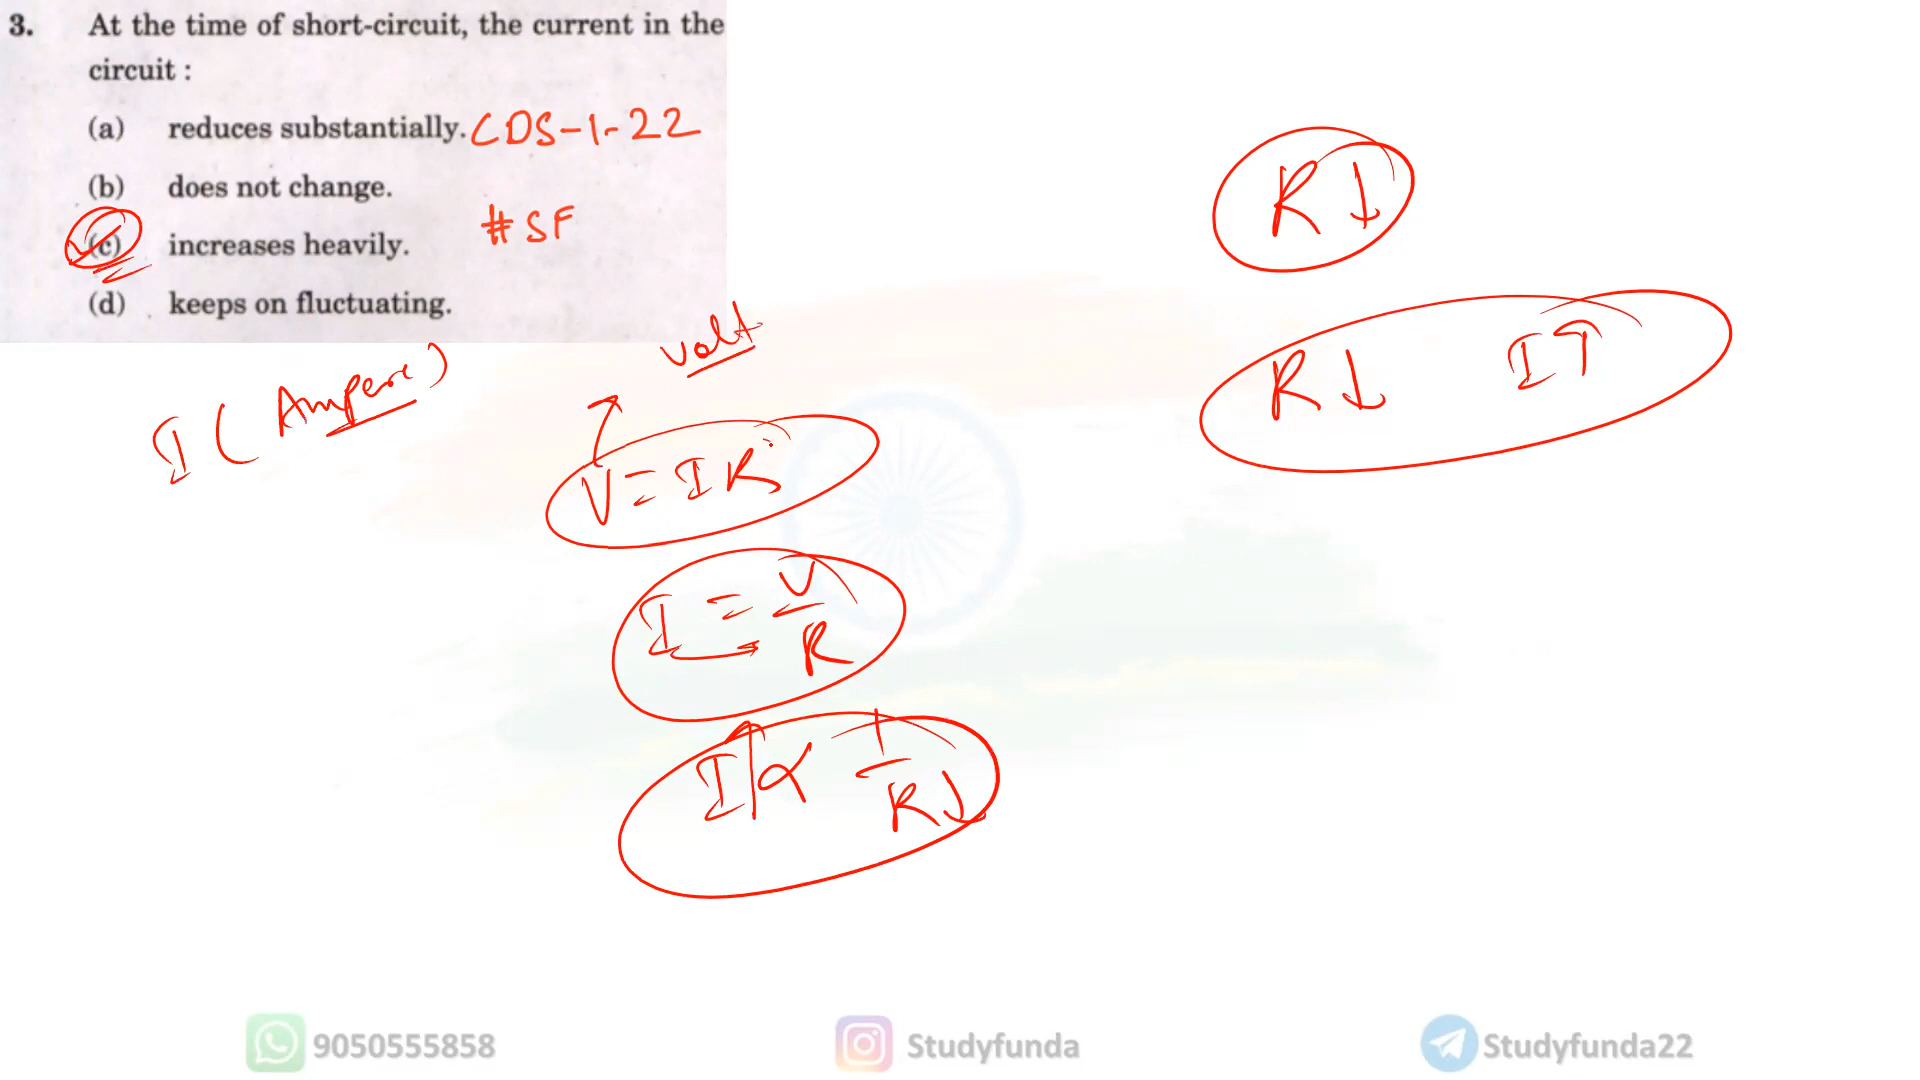 3. At the time of short-circuit, the current in the
circuit :
(a) reduces substantially. CDS-1-22
(b) does not change.
#SF
(c) increases heavily.
(d) keeps on fluctuating.
R↓
R↓ I↑
Volt
I (Ampere)
V = IR
I = V/R
I↑ ∝ 1/R↓
9050555858
Studyfunda
Studyfunda22